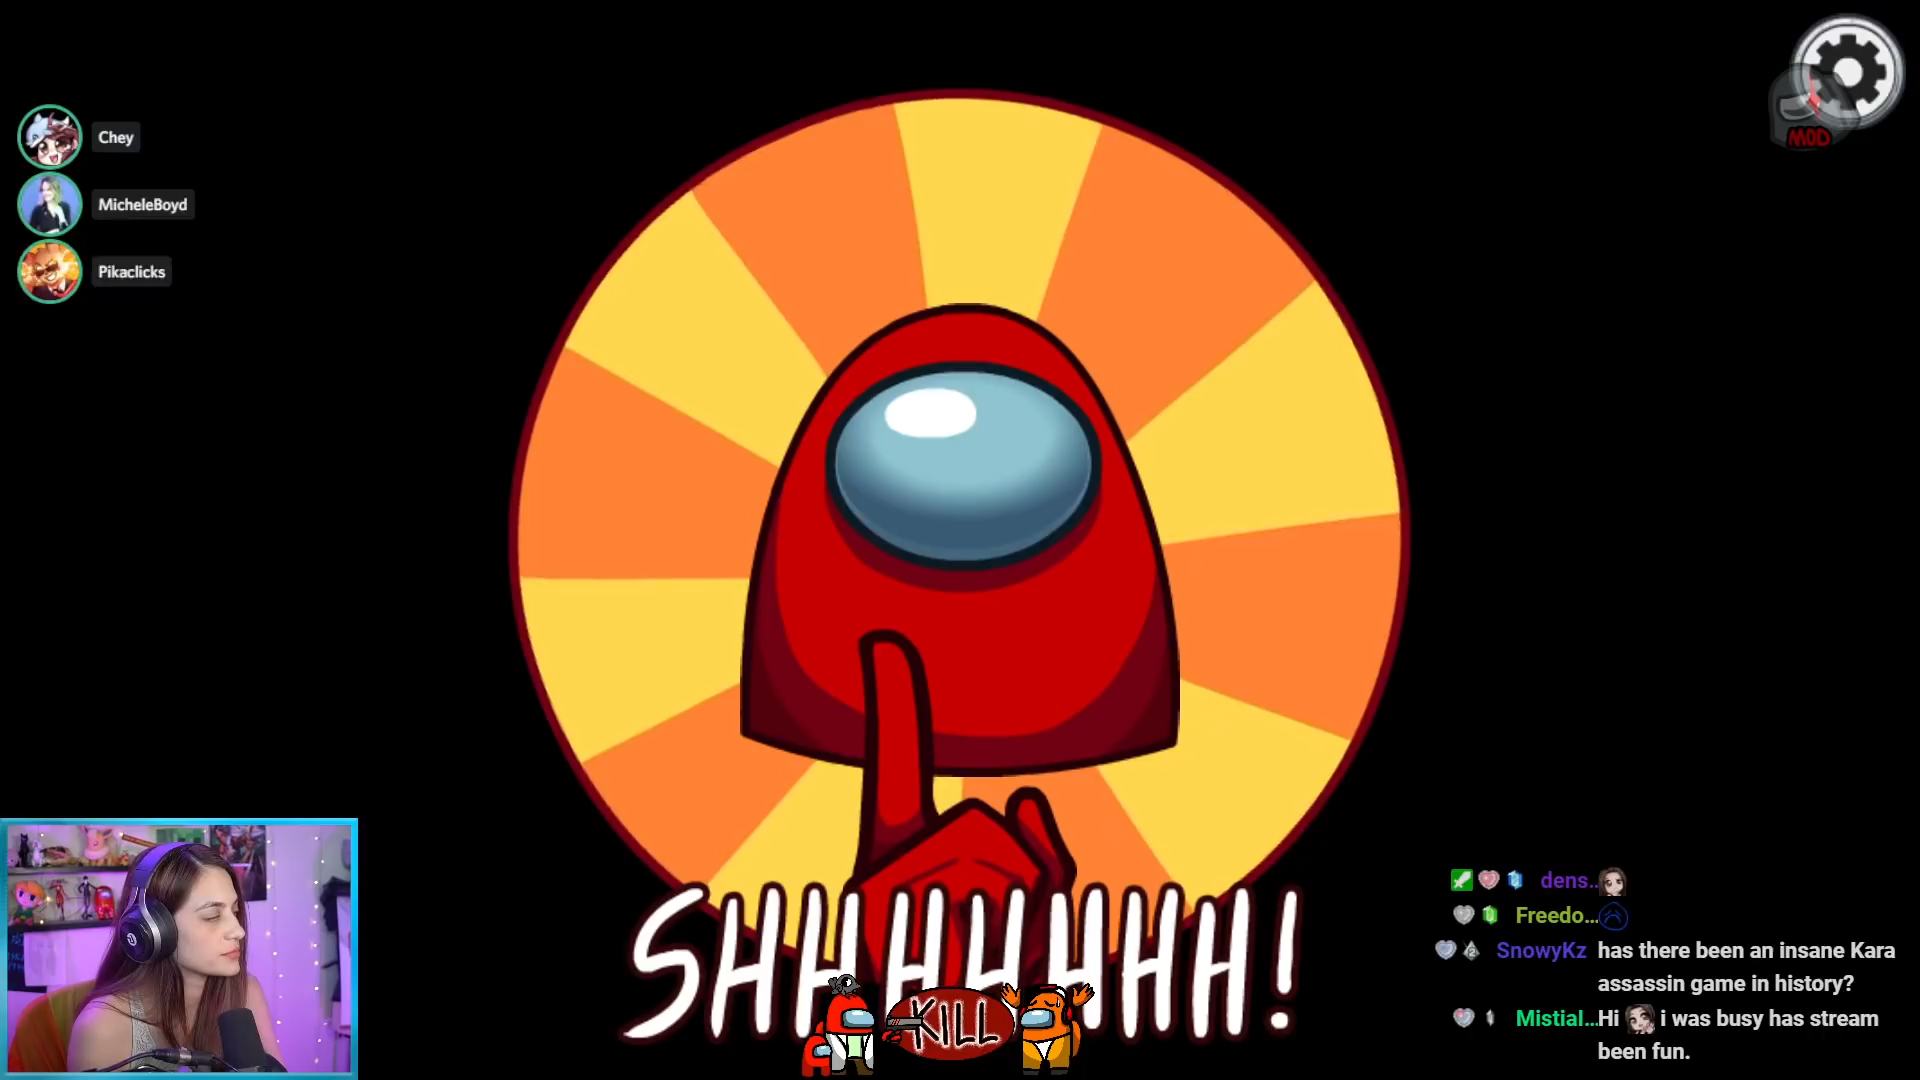 Chey
MicheleBoyd
Pikaclicks
MOD
SHHHHHHH!
KILL
dens..
Freedo...
SnowyKz has there been an insane Kara
assassin game in history?
Mistial... Hi i was busy has stream
been fun.